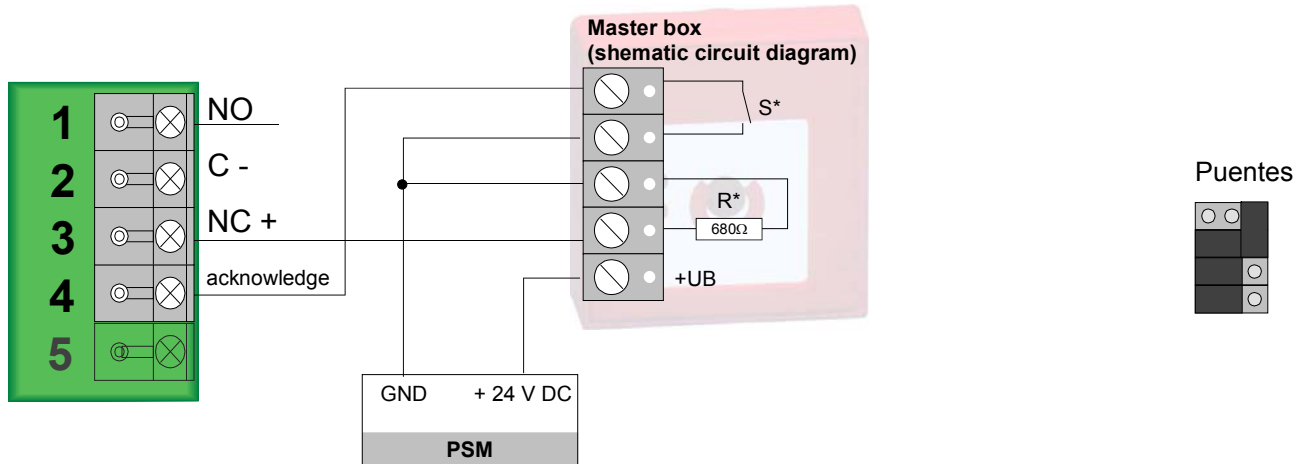 Master box
(shematic circuit diagram)
1
NO
2
C -
3
NC +
4
acknowledge
5
S*
R*
680Ω
+UB
GND
+ 24 V DC
PSM
Puentes